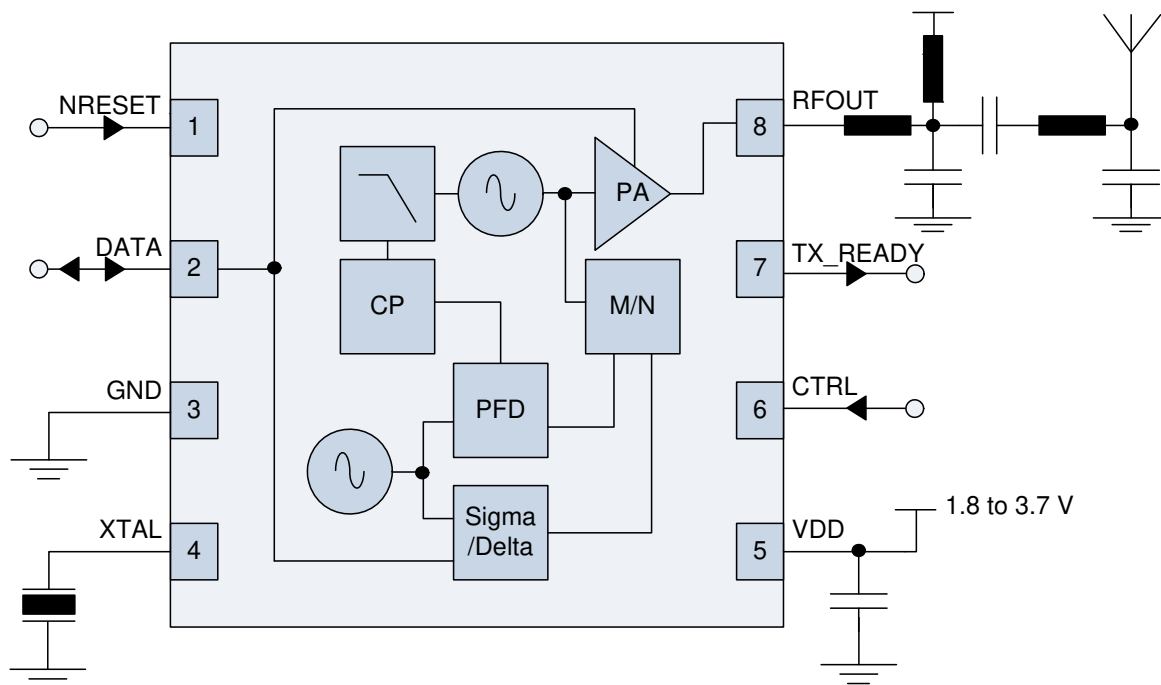 NRESET
1
DATA
2
GND
3
XTAL
4
PA
CP
M/N
PFD
Sigma
/Delta
8
RFOUT
7
TX_READY
6
CTRL
5
VDD
1.8 to 3.7 V